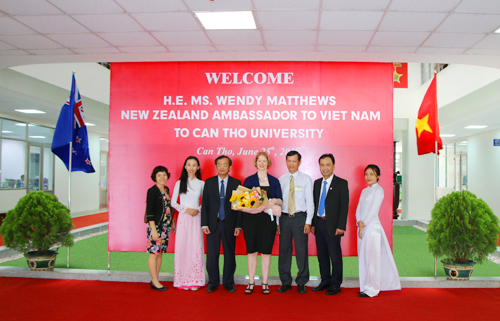 WELCOME
H.E. MS. WENDY MATTHEWS
NEW ZEALAND AMBASSADOR TO VIET NAM
TO CAN THO UNIVERSITY
Can Tho, June